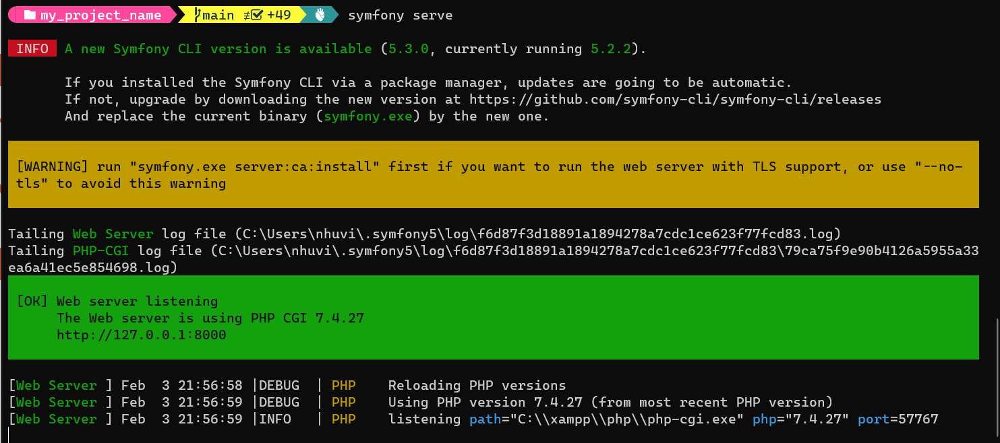 my_project_name main ≢ +49 symfony serve
INFO A new Symfony CLI version is available (5.3.0, currently running 5.2.2).
If you installed the Symfony CLI via a package manager, updates are going to be automatic.
If not, upgrade by downloading the new version at https://github.com/symfony-cli/symfony-cli/releases
And replace the current binary (symfony.exe) by the new one.
[WARNING] run "symfony.exe server:ca:install" first if you want to run the web server with TLS support, or use "--no-
tls" to avoid this warning
Tailing Web Server log file (C:\Users\nhuvi\.symfony5\log\f6d87f3d18891a1894278a7cdc1ce623f77fcd83.log)
Tailing PHP-CGI log file (C:\Users\nhuvi\.symfony5\log\f6d87f3d18891a1894278a7cdc1ce623f77fcd83\79ca75f9e90b4126a5955a33
ea6a41ec5e854698.log)
[OK] Web server listening
The Web server is using PHP CGI 7.4.27
http://127.0.0.1:8000
[Web Server ] Feb  3 21:56:58 |DEBUG  | PHP    Reloading PHP versions
[Web Server ] Feb  3 21:56:59 |DEBUG  | PHP    Using PHP version 7.4.27 (from most recent PHP version)
[Web Server ] Feb  3 21:56:59 |INFO   | PHP    listening path="C:\\xampp\\php\\php-cgi.exe" php="7.4.27" port=57767